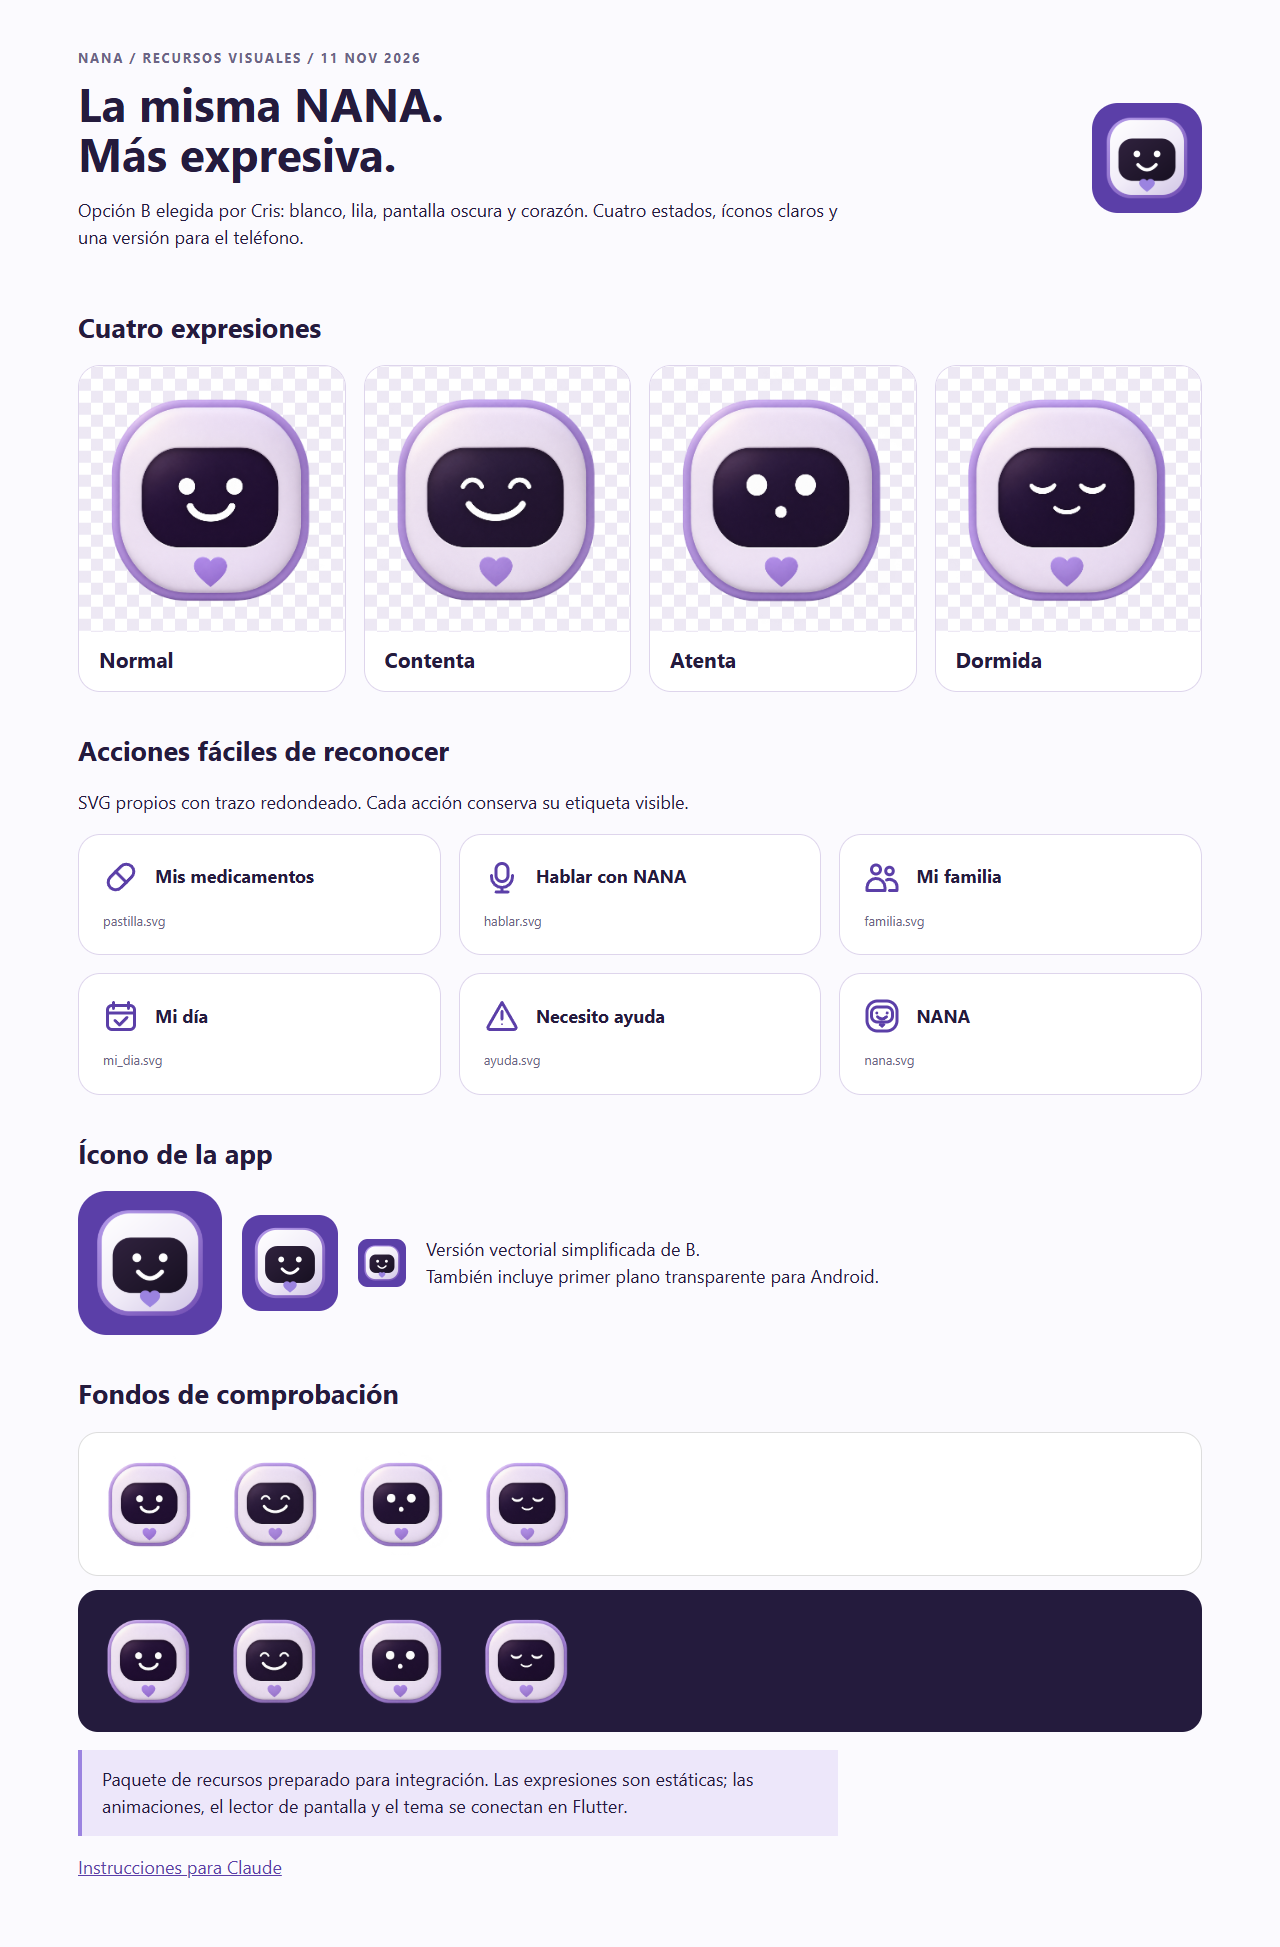 NANA / RECURSOS VISUALES / 11 NOV 2026
La misma NANA.
Más expresiva.
Opción B elegida por Cris: blanco, lila, pantalla oscura y corazón. Cuatro estados, íconos claros y
una versión para el teléfono.
Cuatro expresiones
Normal
Contenta
Atenta
Dormida
Acciones fáciles de reconocer
SVG propios con trazo redondeado. Cada acción conserva su etiqueta visible.
Mis medicamentos
pastilla.svg
Hablar con NANA
hablar.svg
Mi familia
familia.svg
Mi día
mi_dia.svg
Necesito ayuda
ayuda.svg
NANA
nana.svg
Ícono de la app
Versión vectorial simplificada de B.
También incluye primer plano transparente para Android.
Fondos de comprobación
Paquete de recursos preparado para integración. Las expresiones son estáticas; las
animaciones, el lector de pantalla y el tema se conectan en Flutter.
Instrucciones para Claude